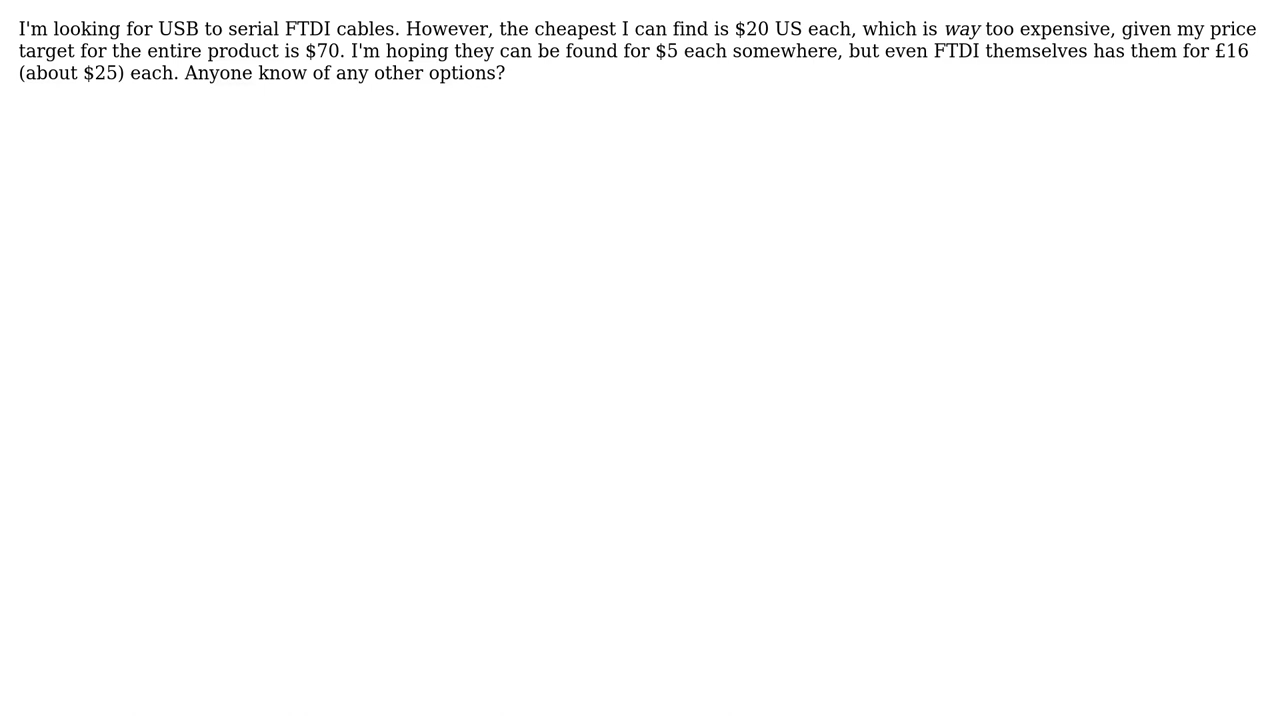 I'm looking for USB to serial FTDI cables. However, the cheapest I can find is $20 US each, which is way too expensive, given my price
target for the entire product is $70. I'm hoping they can be found for $5 each somewhere, but even FTDI themselves has them for £16
(about $25) each. Anyone know of any other options?